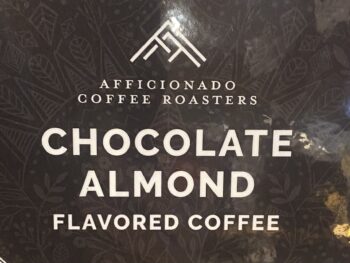 AFFICIONADO
COFFEE ROASTERS
CHOCOLATE
ALMOND
FLAVORED COFFEE